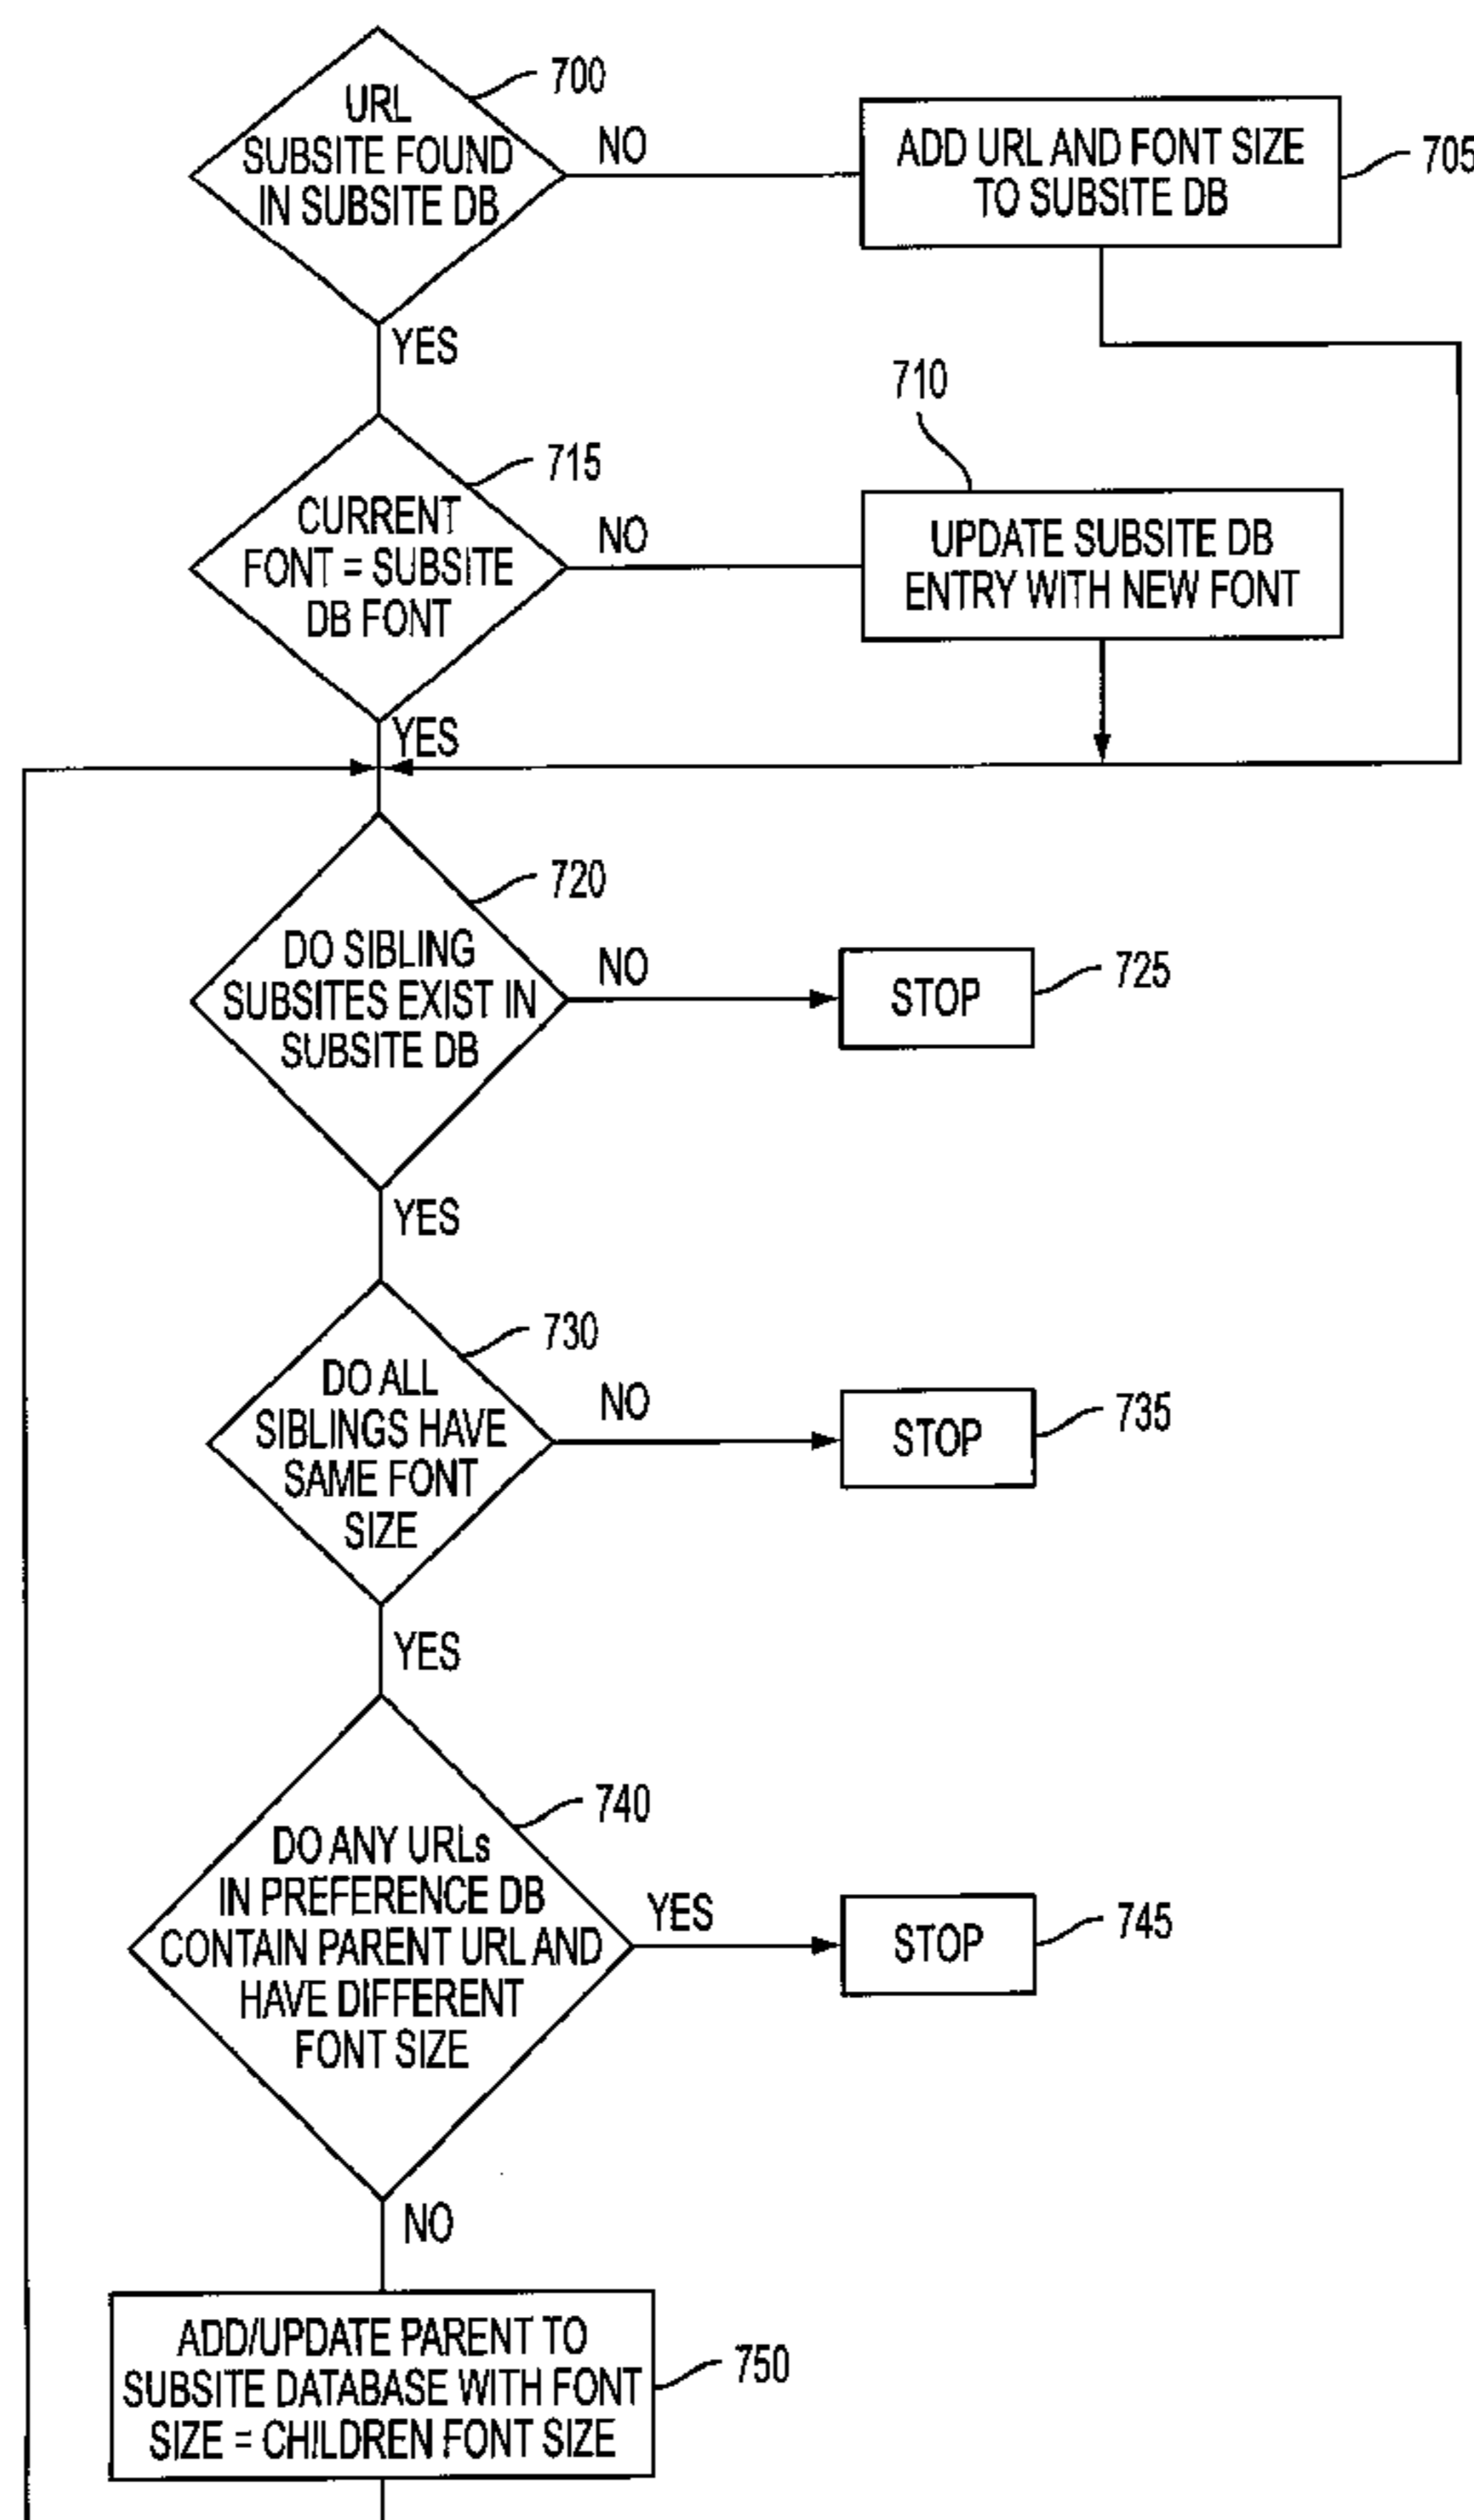 URL
SUBSITE FOUND
IN SUBSITE DB
700
NO
ADD URL AND FONT SIZE
TO SUBSITE DB
705
YES
710
715
CURRENT
FONT = SUBSITE
DB FONT
NO
UPDATE SUBSITE DB
ENTRY WITH NEW FONT
YES
720
DO SIBLING
SUBSITES EXIST IN
SUBSITE DB
NO
STOP
725
YES
730
DO ALL
SIBLINGS HAVE
SAME FONT
SIZE
NO
STOP
735
YES
740
DO ANY URLs
IN PREFERENCE DB
CONTAIN PARENT URL AND
HAVE DIFFERENT
FONT SIZE
YES
STOP
745
NO
ADD/UPDATE PARENT TO
SUBSITE DATABASE WITH FONT
SIZE = CHILDREN FONT SIZE
750